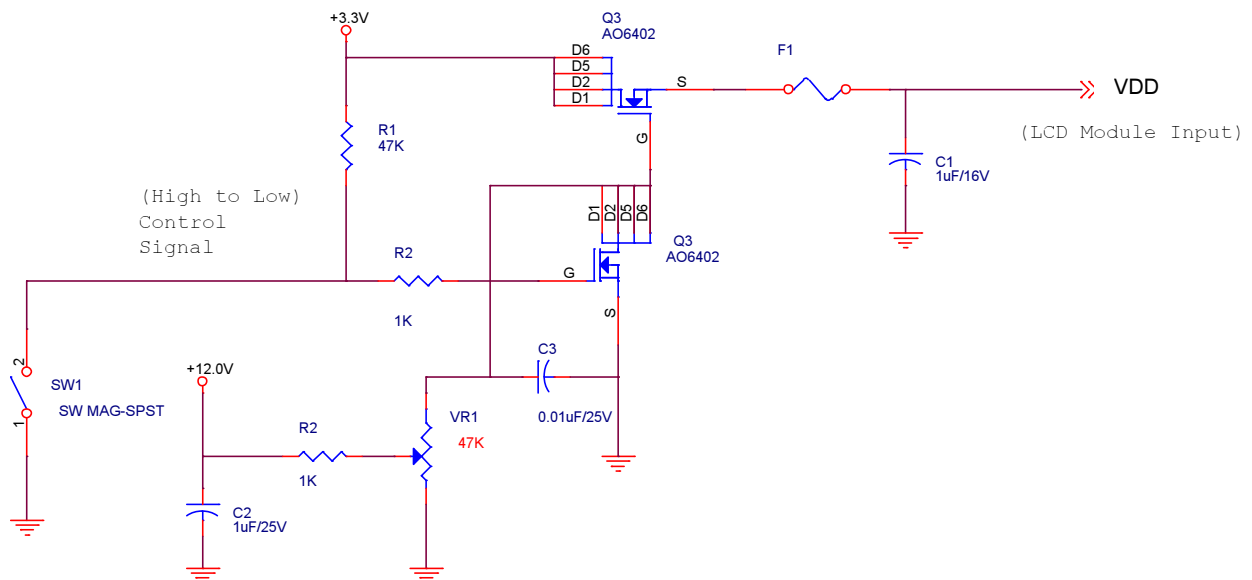 +3.3V
Q3
AO6402
F1
D6
D5
D2
D1
S
VDD
(LCD Module Input)
R1
47K
G
C1
1uF/16V
(High to Low)
Control
Signal
D1
D2
D5
D6
Q3
AO6402
R2
1K
G
S
C3
0.01uF/25V
2
SW1
SW MAG-SPST
1
+12.0V
VR1
47K
R2
1K
C2
1uF/25V